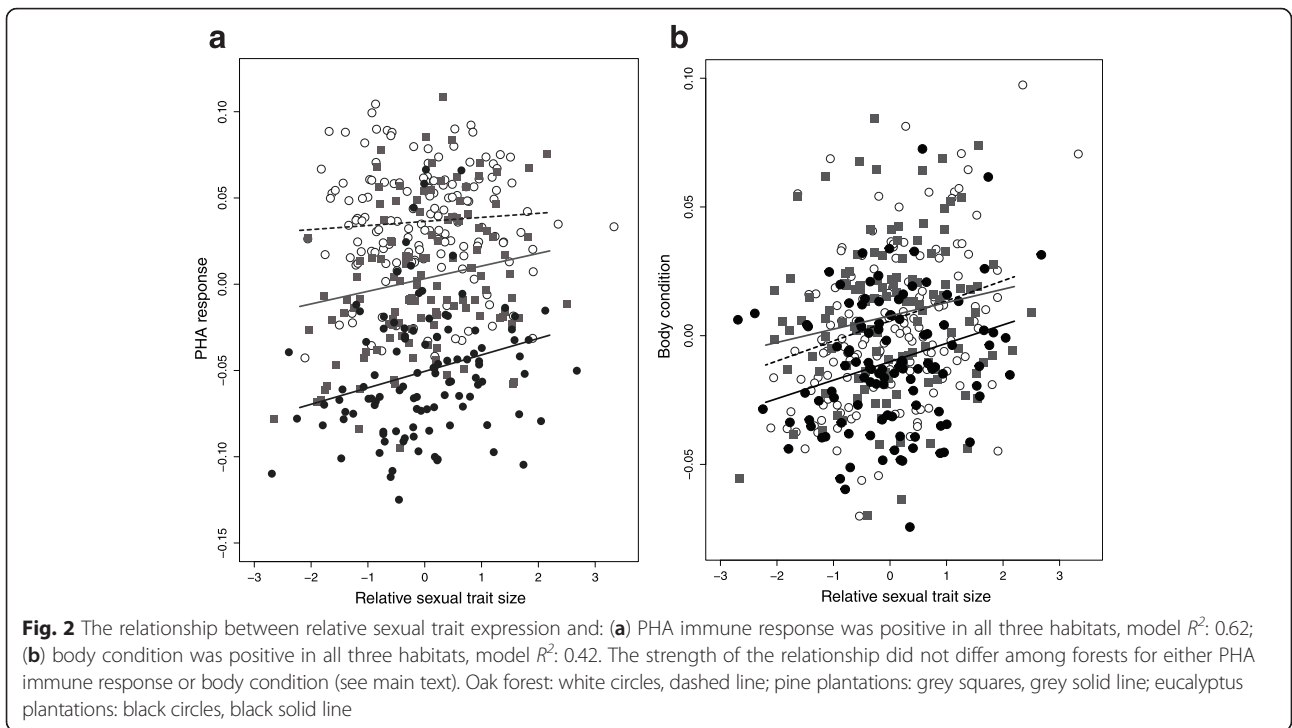 a
b
0.10
0.05
0.00
−0.05
−0.10
−0.15
PHA response
−3 −2 −1 0 1 2 3
Relative sexual trait size
0.10
0.05
0.00
−0.05
Body condition
−3 −2 −1 0 1 2 3
Relative sexual trait size
Fig. 2 The relationship between relative sexual trait expression and: (a) PHA immune response was positive in all three habitats, model R²: 0.62;
(b) body condition was positive in all three habitats, model R²: 0.42. The strength of the relationship did not differ among forests for either PHA
immune response or body condition (see main text). Oak forest: white circles, dashed line; pine plantations: grey squares, grey solid line; eucalyptus
plantations: black circles, black solid line